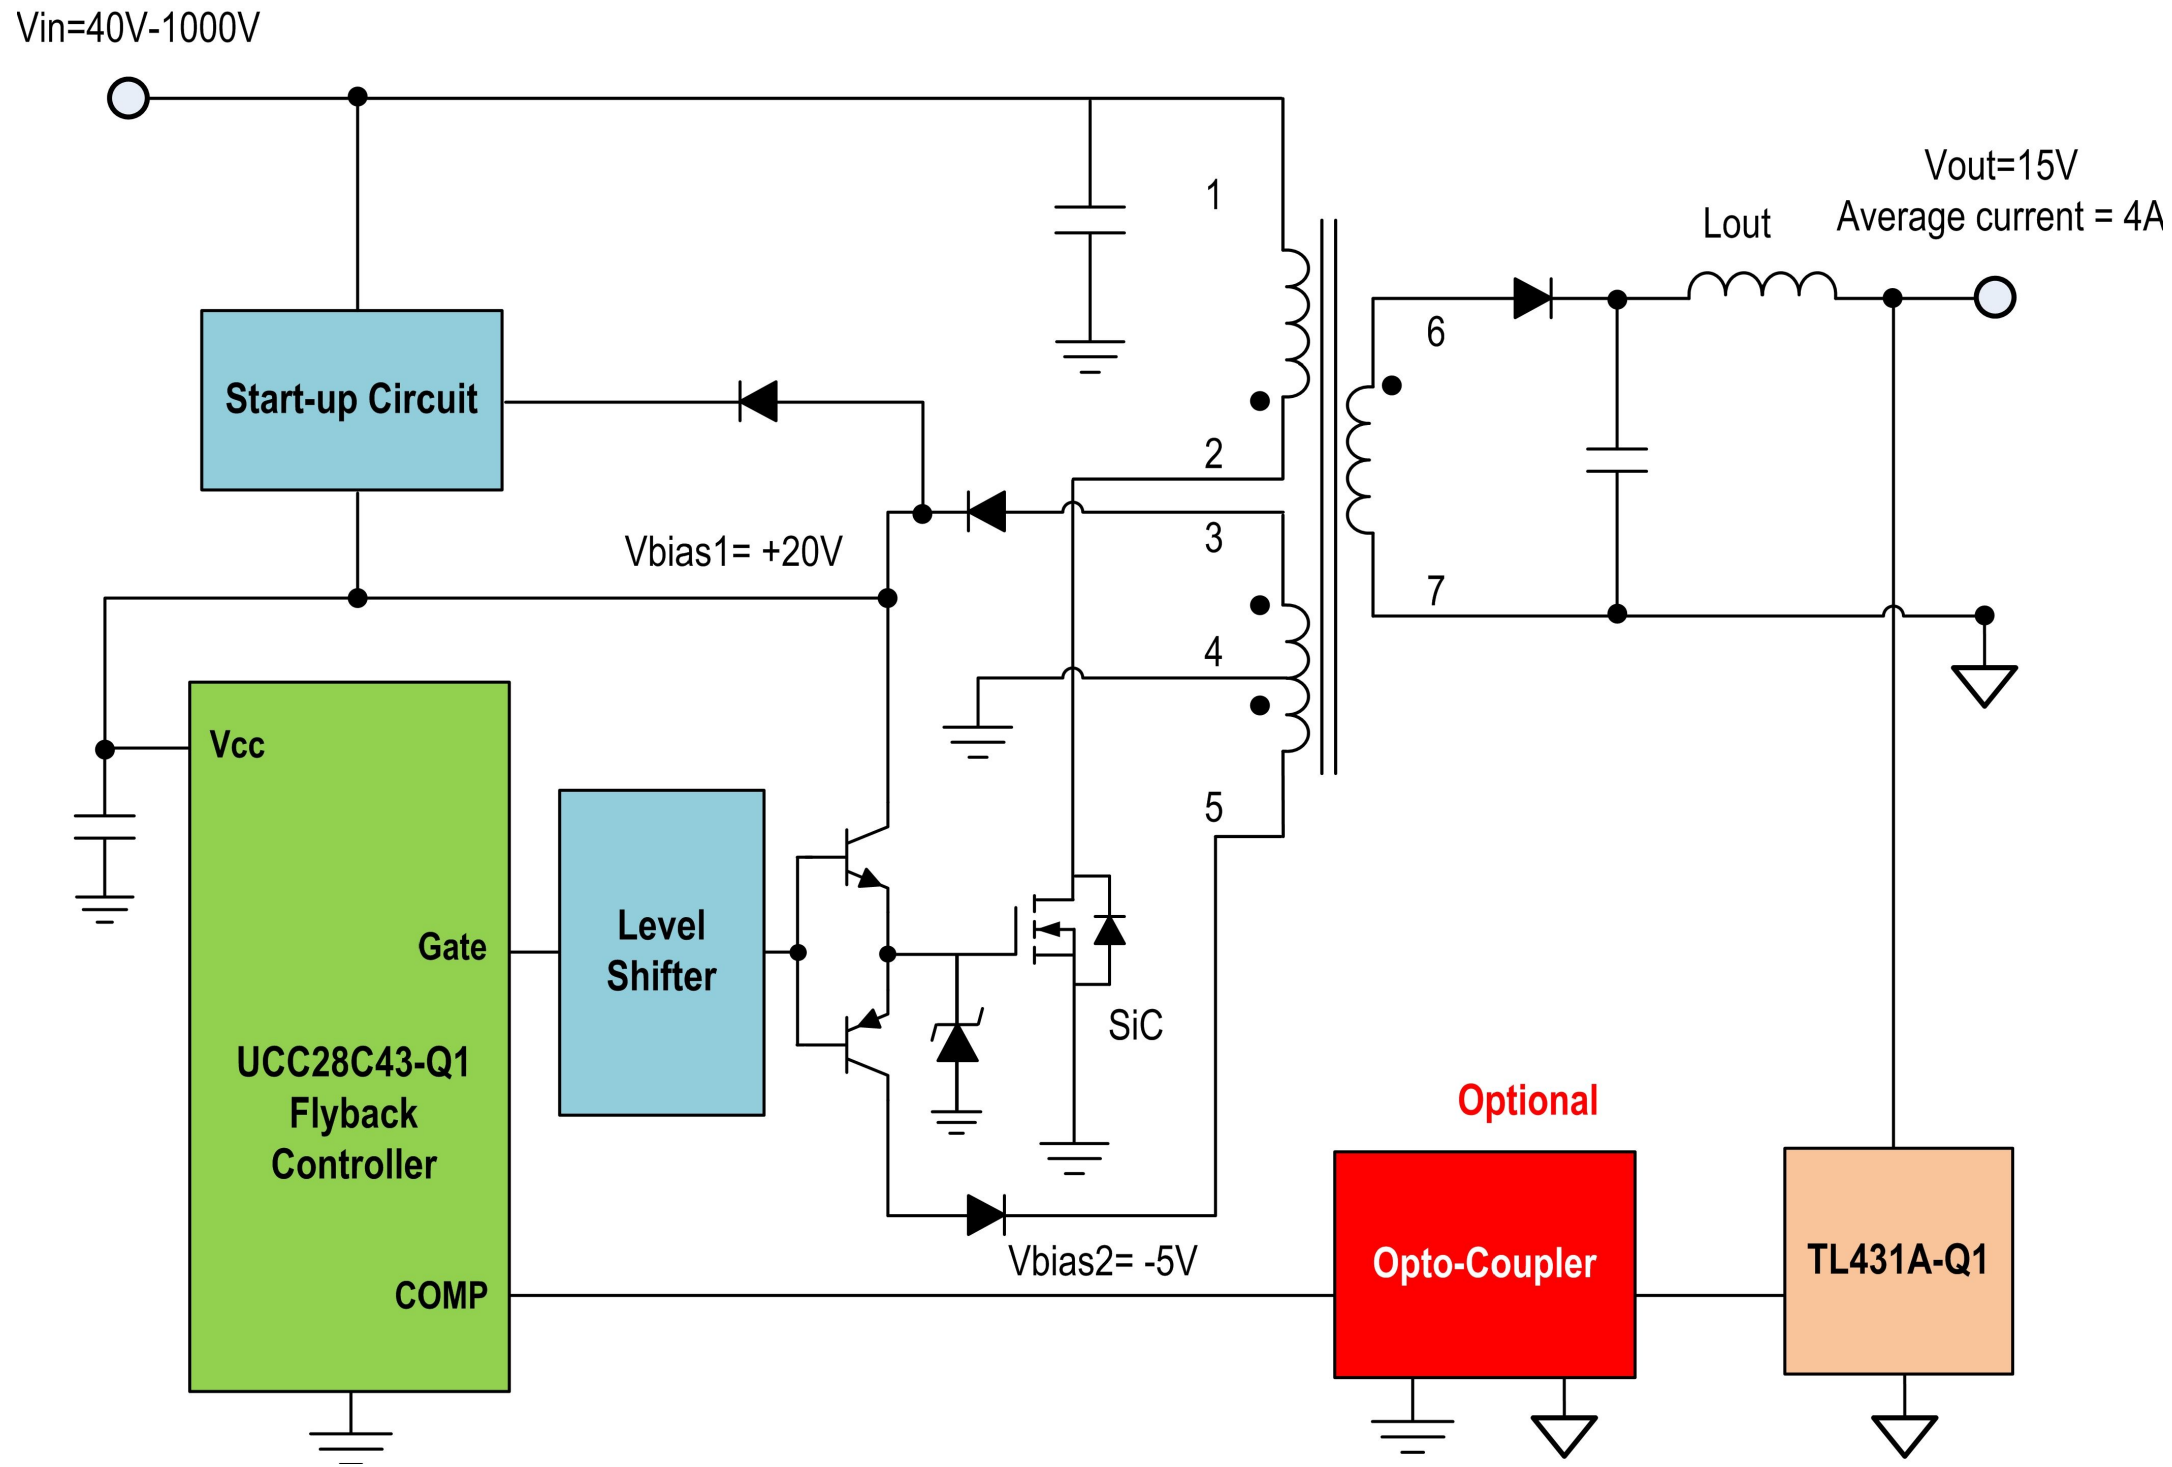 Vin=40V-1000V
Vout=15V
Average current = 4A
Lout
1
6
Start-up Circuit
2
3
Vbias1= +20V
7
4
Vcc
5
Level
Shifter
Gate
SiC
UCC28C43-Q1
Flyback
Controller
Optional
Vbias2= -5V
Opto-Coupler
TL431A-Q1
COMP